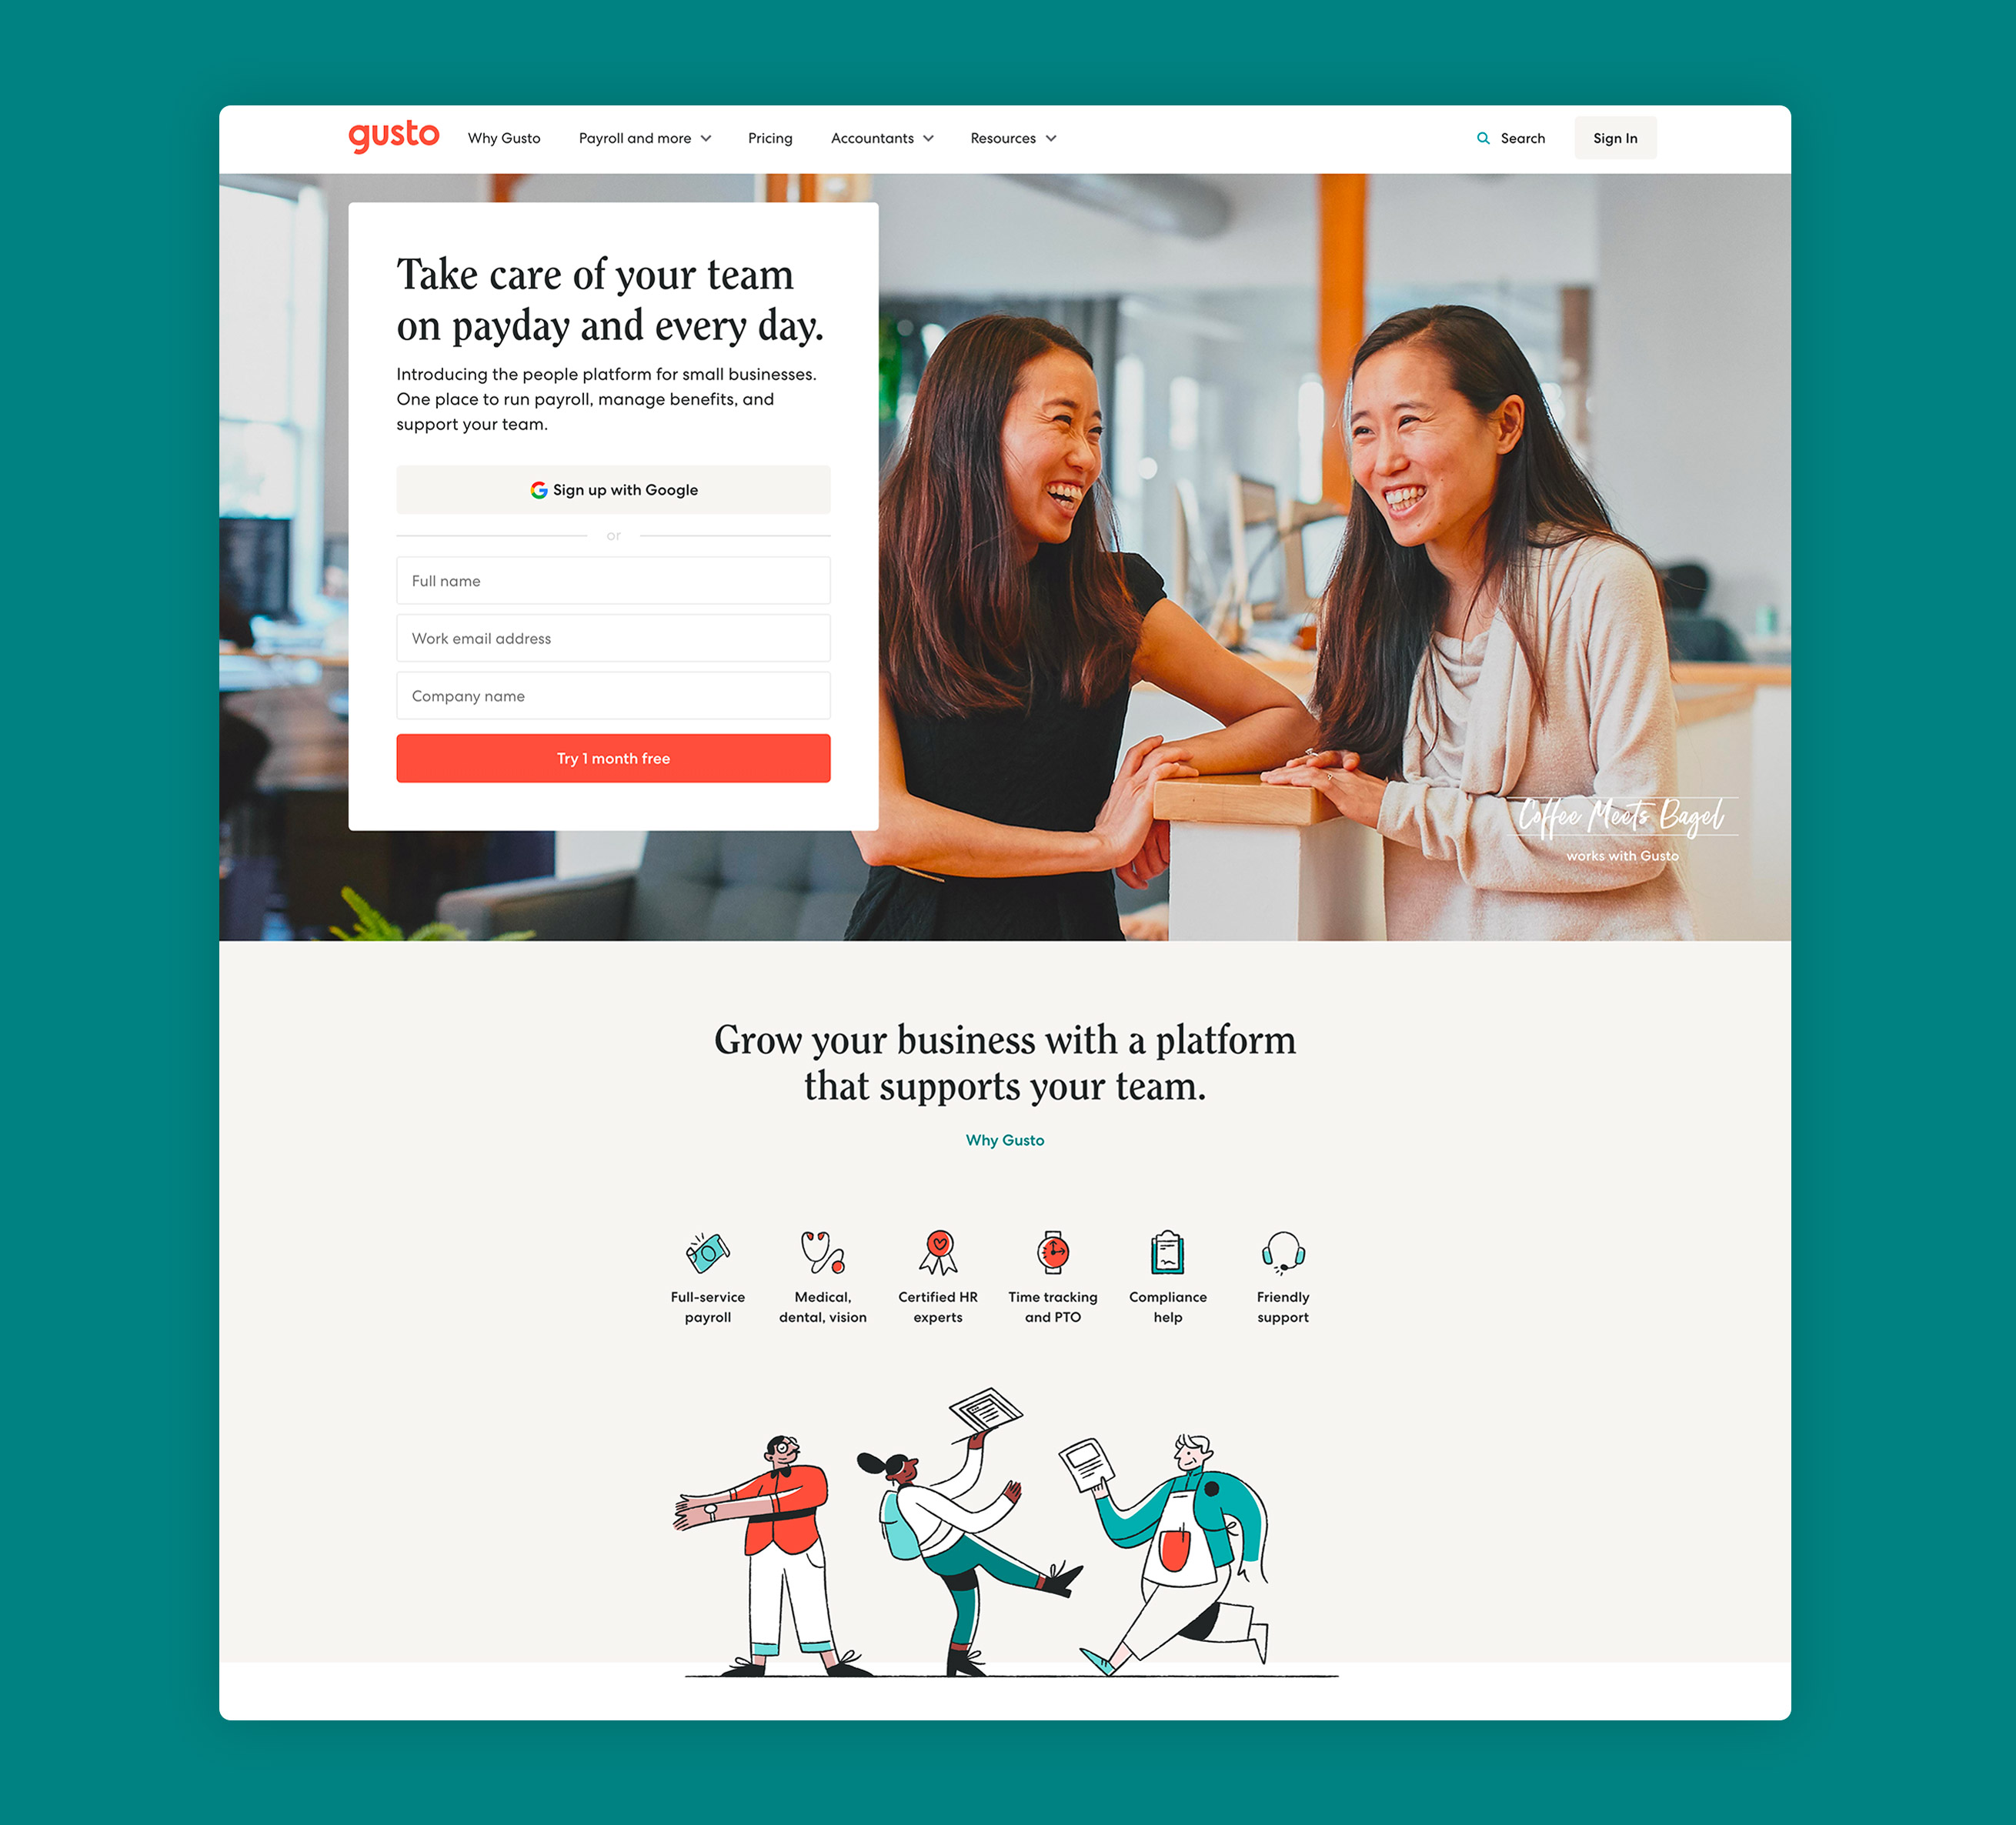 gusto
Why Gusto
Payroll and more
Pricing
Accountants
Resources
Search
Sign In
Take care of your team
on payday and every day.
Introducing the people platform for small businesses.
One place to run payroll, manage benefits, and
support your team.
Sign up with Google
or
Full name
Work email address
Company name
Try 1 month free
Coffee Meets Bagel
works with Gusto
Grow your business with a platform
that supports your team.
Why Gusto
Full-service
payroll
Medical,
dental, vision
Certified HR
experts
Time tracking
and PTO
Compliance
help
Friendly
support